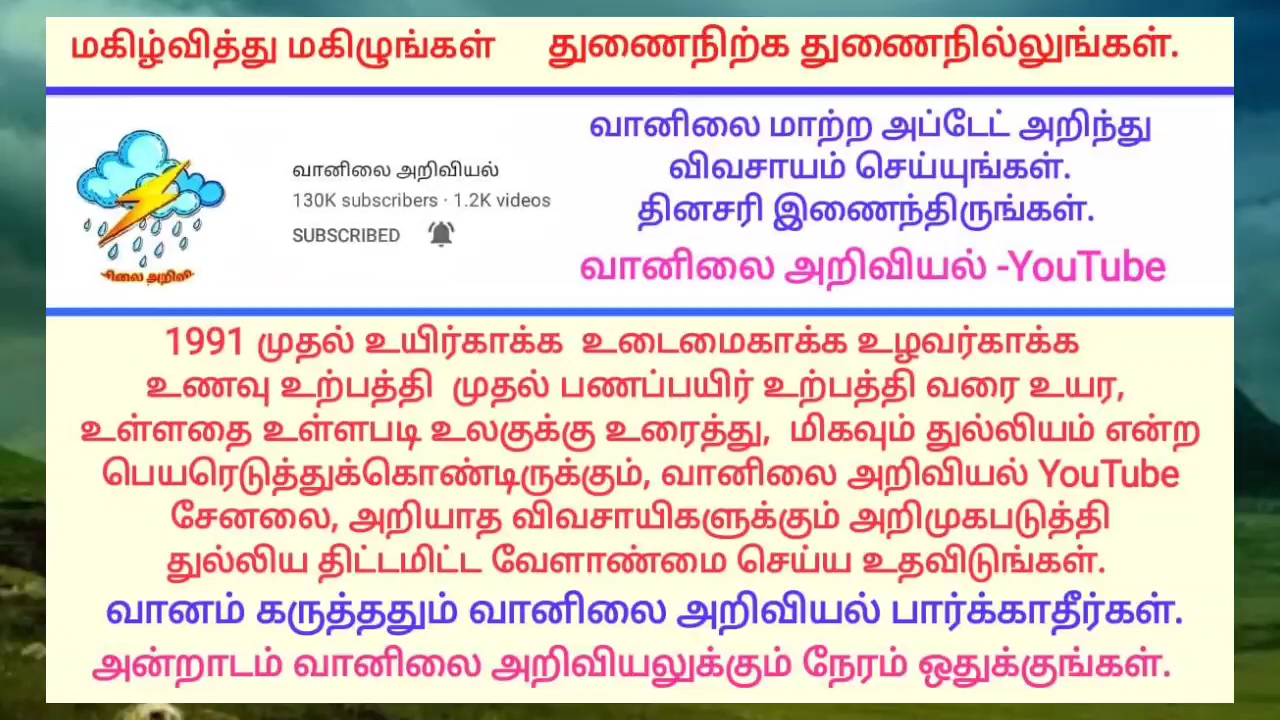 மகிழ்வித்து மகிழுங்கள் துணைநிற்க துணைநில்லுங்கள்.
வானிலை மாற்ற அப்டேட் அறிந்து
விவசாயம் செய்யுங்கள்.
தினசரி இணைந்திருங்கள்.
வானிலை அறிவியல் -YouTube
வானிலை அறிவியல்
130K subscribers · 1.2K videos
SUBSCRIBED
1991 முதல் உயிர்காக்க உடைமைகாக்க உழவர்காக்க
உணவு உற்பத்தி முதல் பணப்பயிர் உற்பத்தி வரை உயர,
உள்ளதை உள்ளபடி உலகுக்கு உரைத்து, மிகவும் துல்லியம் என்ற
பெயரெடுத்துக்கொண்டிருக்கும், வானிலை அறிவியல் YouTube
சேனலை, அறியாத விவசாயிகளுக்கும் அறிமுகபடுத்தி
துல்லிய திட்டமிட்ட வேளாண்மை செய்ய உதவிடுங்கள்.
வானம் கருத்ததும் வானிலை அறிவியல் பார்க்காதீர்கள்.
அன்றாடம் வானிலை அறிவியலுக்கும் நேரம் ஒதுக்குங்கள்.